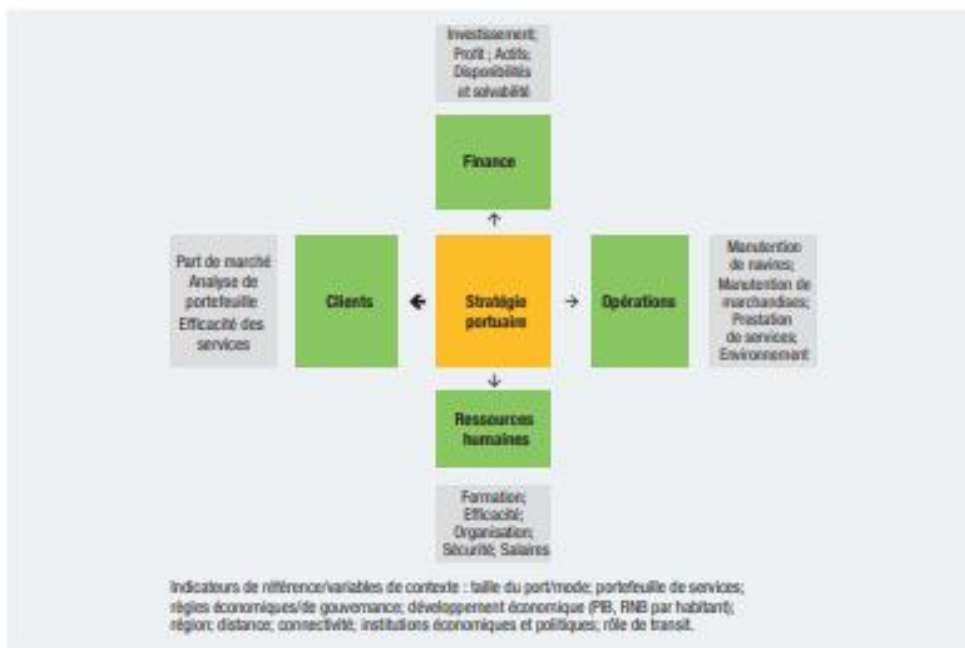 Investissement;
Profit ; Actifs;
Disponibilités
et solvabilité
Finance
Part de marché
Analyse de
portefeuille
Efficacité des
services
Clients
Stratégie
portuaire
Opérations
Manutention
de navires;
Manutention de
marchandises;
Prestation
de services;
Environnement
Ressources
humaines
Formation;
Efficacité;
Organisation;
Sécurité; Salaires
Indicateurs de référence/variables de contexte : taille du port/mode; portefeuille de services;
règles économiques/de gouvernance; développement économique (PIB, RNB par habitant);
région; distance; connectivité; institutions économiques et politiques; rôle de transit.